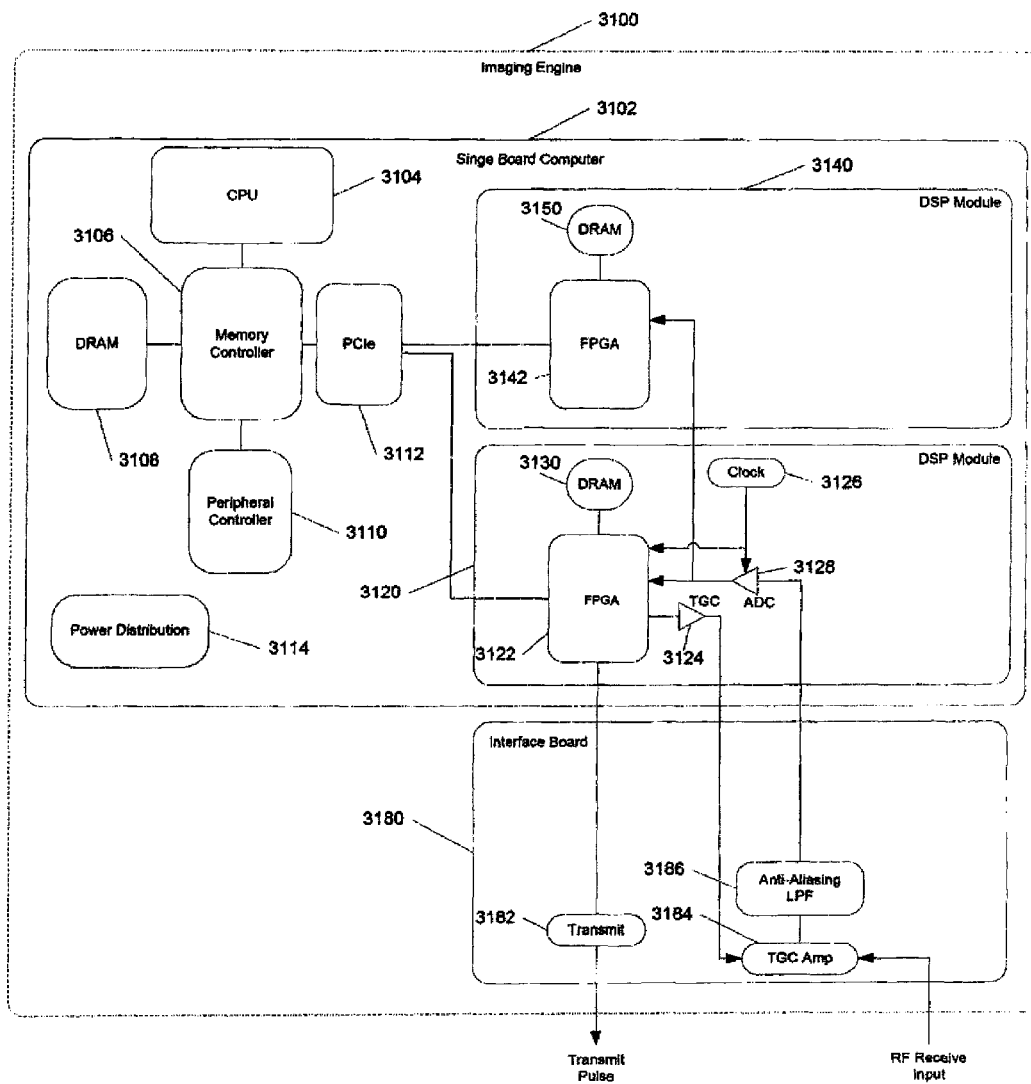 3100
Imaging Engine
3102
Singe Board Computer
3104
CPU
3140
DSP Module
3150
DRAM
3106
DRAM
Memory
Controller
PCIe
FPGA
3142
3108
3112
Peripheral
Controller
3110
3130
DRAM
Clock
3126
DSP Module
3128
3120
FPGA
TGC
ADC
3124
3122
Power Distribution
3114
Interface Board
3180
3186
Anti-Aliasing
LPF
3182
Transmit
3184
TGC Amp
Transmit
Pulse
RF Receive
Input